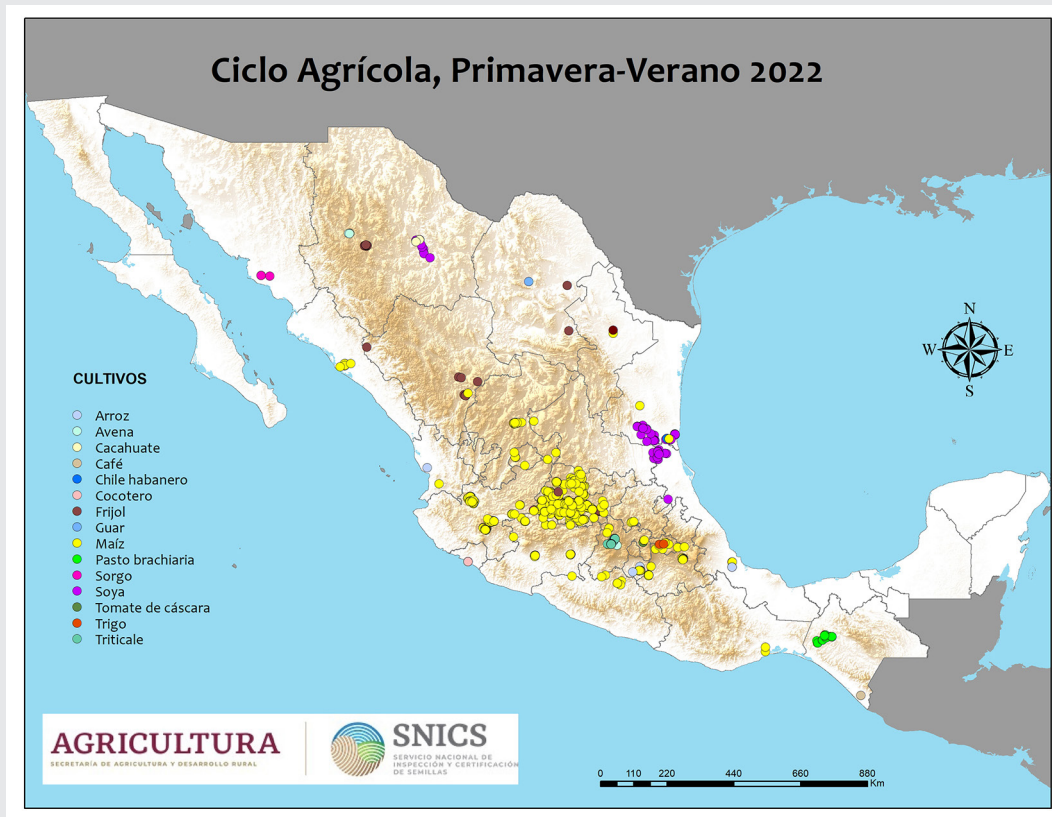 Ciclo Agrícola, Primavera-Verano 2022
N
W
E
S
CULTIVOS
Arroz
Avena
Cacahuate
Café
Chile habanero
Cocotero
Frijol
Guar
Maíz
Pasto brachiaria
Sorgo
Soya
Tomate de cáscara
Trigo
Triticale
AGRICULTURA
SECRETARÍA DE AGRICULTURA Y DESARROLLO RURAL
SNICS
SERVICIO NACIONAL DE
INSPECCIÓN Y CERTIFICACIÓN
DE SEMILLAS
0 110 220 440 660 880
Km